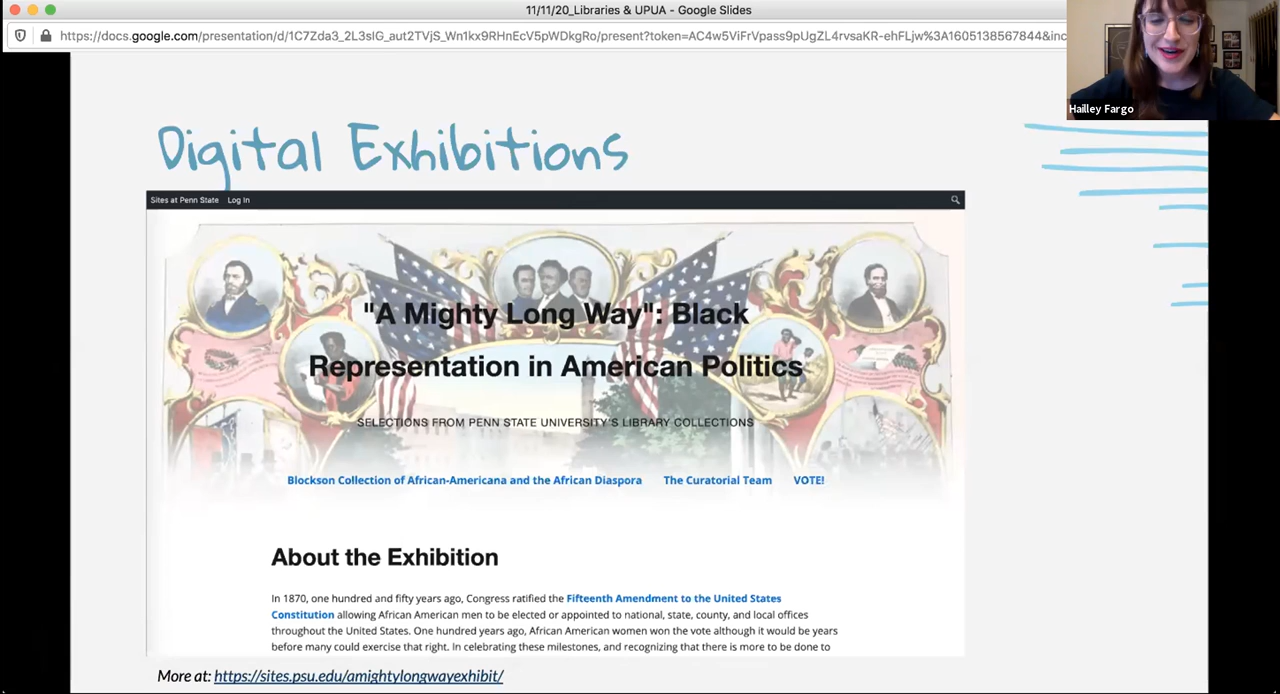 11/11/20_Libraries & UPUA - Google Slides
https://docs.google.com/presentation/d/1C7Zda3_2L3sIG_aut2TVjS_Wn1kx9RHnEcV5pWDkgRo/present?token=AC4w5ViFrVpass9pUgZL4rvsaKR-ehFLjw%3A1605138567844&inc
Hailley Fargo
Digital Exhibitions
Sites at Penn State Log In
"A Mighty Long Way": Black
Representation in American Politics
SELECTIONS FROM PENN STATE UNIVERSITY'S LIBRARY COLLECTIONS
Blockson Collection of African-Americana and the African Diaspora The Curatorial Team VOTE!
About the Exhibition
In 1870, one hundred and fifty years ago, Congress ratified the Fifteenth Amendment to the United States
Constitution allowing African American men to be elected or appointed to national, state, county, and local offices
throughout the United States. One hundred years ago, African American women won the vote although it would be years
before many could exercise that right. In celebrating these milestones, and recognizing that there is more to be done to
More at: https://sites.psu.edu/amightylongwayexhibit/